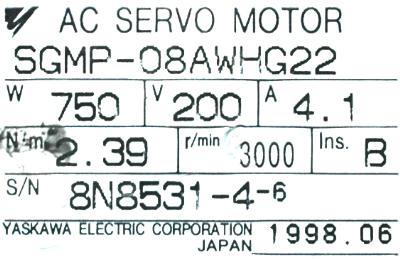 AC SERVO MOTOR
SGMP-08AWHG22
W 750 V 200 A 4.1
N·m 2.39 r/min 3000 Ins. B
S/N 8N8531-4-6
YASKAWA ELECTRIC CORPORATION
JAPAN 1998.06